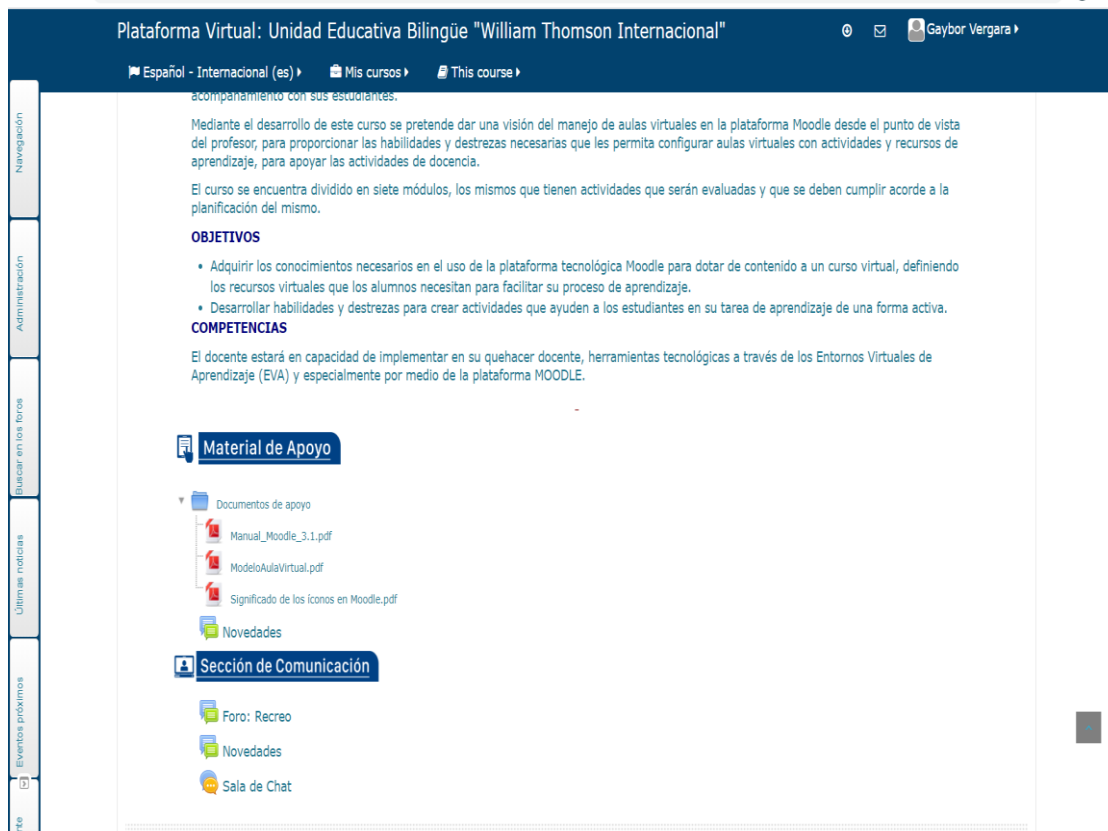 Plataforma Virtual: Unidad Educativa Bilingüe "William Thomson Internacional"
Gaybor Vergara
Español - Internacional (es)
Mis cursos
This course
acompañamiento con sus estudiantes.
Mediante el desarrollo de este curso se pretende dar una visión del manejo de aulas virtuales en la plataforma Moodle desde el punto de vista
del profesor, para proporcionar las habilidades y destrezas necesarias que les permita configurar aulas virtuales con actividades y recursos de
aprendizaje, para apoyar las actividades de docencia.
El curso se encuentra dividido en siete módulos, los mismos que tienen actividades que serán evaluadas y que se deben cumplir acorde a la
planificación del mismo.
OBJETIVOS
• Adquirir los conocimientos necesarios en el uso de la plataforma tecnológica Moodle para dotar de contenido a un curso virtual, definiendo
los recursos virtuales que los alumnos necesitan para facilitar su proceso de aprendizaje.
• Desarrollar habilidades y destrezas para crear actividades que ayuden a los estudiantes en su tarea de aprendizaje de una forma activa.
COMPETENCIAS
El docente estará en capacidad de implementar en su quehacer docente, herramientas tecnológicas a través de los Entornos Virtuales de
Aprendizaje (EVA) y especialmente por medio de la plataforma MOODLE.
-
Material de Apoyo
Documentos de apoyo
Manual_Moodle_3.1.pdf
ModeloAulaVirtual.pdf
Significado de los íconos en Moodle.pdf
Novedades
Sección de Comunicación
Foro: Recreo
Novedades
Sala de Chat
Navegación
Administración
Buscar en los foros
Últimas noticias
Eventos próximos